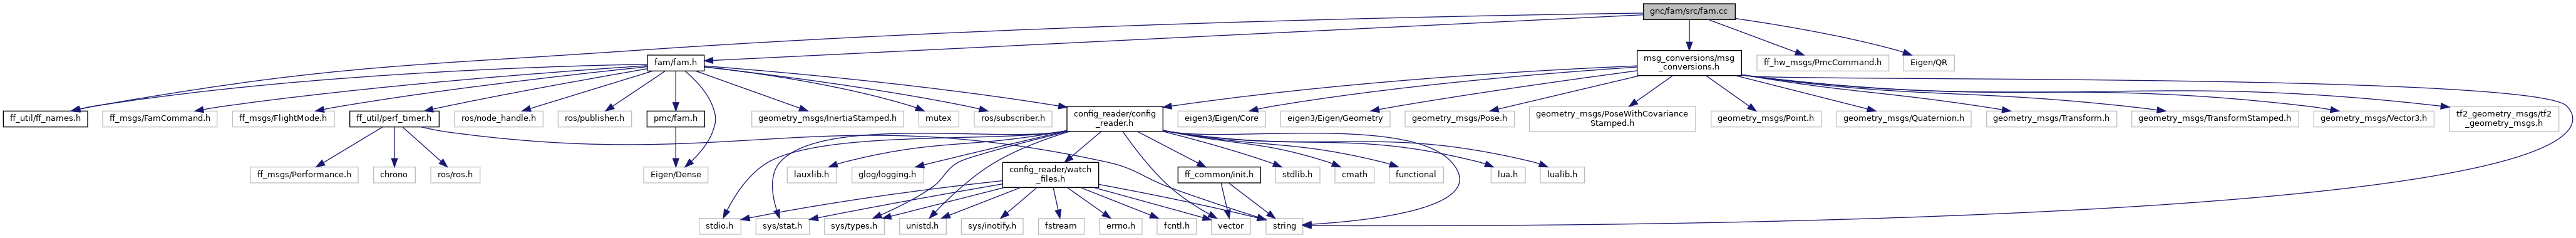 gnc/fam/src/fam.cc
fam/fam.h
msg_conversions/msg
_conversions.h
ff_hw_msgs/PmcCommand.h
Eigen/QR
ff_util/ff_names.h
ff_msgs/FamCommand.h
ff_msgs/FlightMode.h
ff_util/perf_timer.h
ros/node_handle.h
ros/publisher.h
pmc/fam.h
geometry_msgs/InertiaStamped.h
mutex
ros/subscriber.h
config_reader/config
_reader.h
eigen3/Eigen/Core
eigen3/Eigen/Geometry
geometry_msgs/Pose.h
geometry_msgs/PoseWithCovariance
Stamped.h
geometry_msgs/Point.h
geometry_msgs/Quaternion.h
geometry_msgs/Transform.h
geometry_msgs/TransformStamped.h
geometry_msgs/Vector3.h
tf2_geometry_msgs/tf2
_geometry_msgs.h
ff_msgs/Performance.h
chrono
ros/ros.h
Eigen/Dense
lauxlib.h
glog/logging.h
config_reader/watch
_files.h
ff_common/init.h
stdlib.h
cmath
functional
lua.h
lualib.h
stdio.h
sys/stat.h
sys/types.h
unistd.h
sys/inotify.h
fstream
errno.h
fcntl.h
vector
string